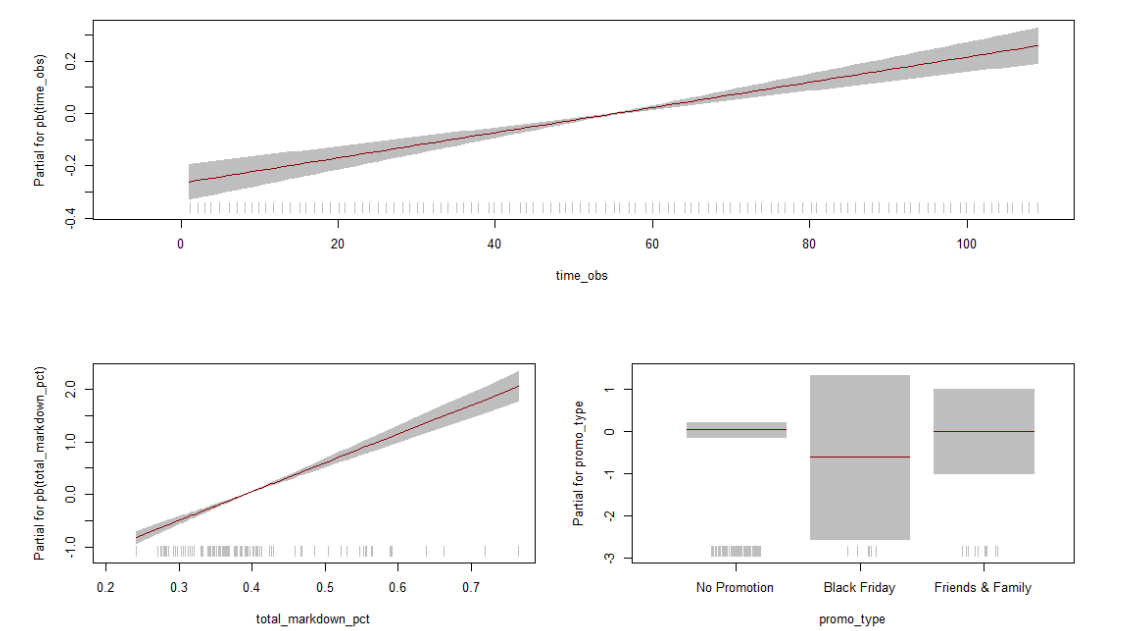 Partial for pb(time_obs)
0.2
0.0
-0.2
-0.4
0 20 40 60 80 100
time_obs
Partial for pb(total_markdown_pct)
2.0
1.0
0.0
-1.0
0.2 0.3 0.4 0.5 0.6 0.7
total_markdown_pct
Partial for promo_type
1
0
-1
-2
-3
No Promotion Black Friday Friends & Family
promo_type